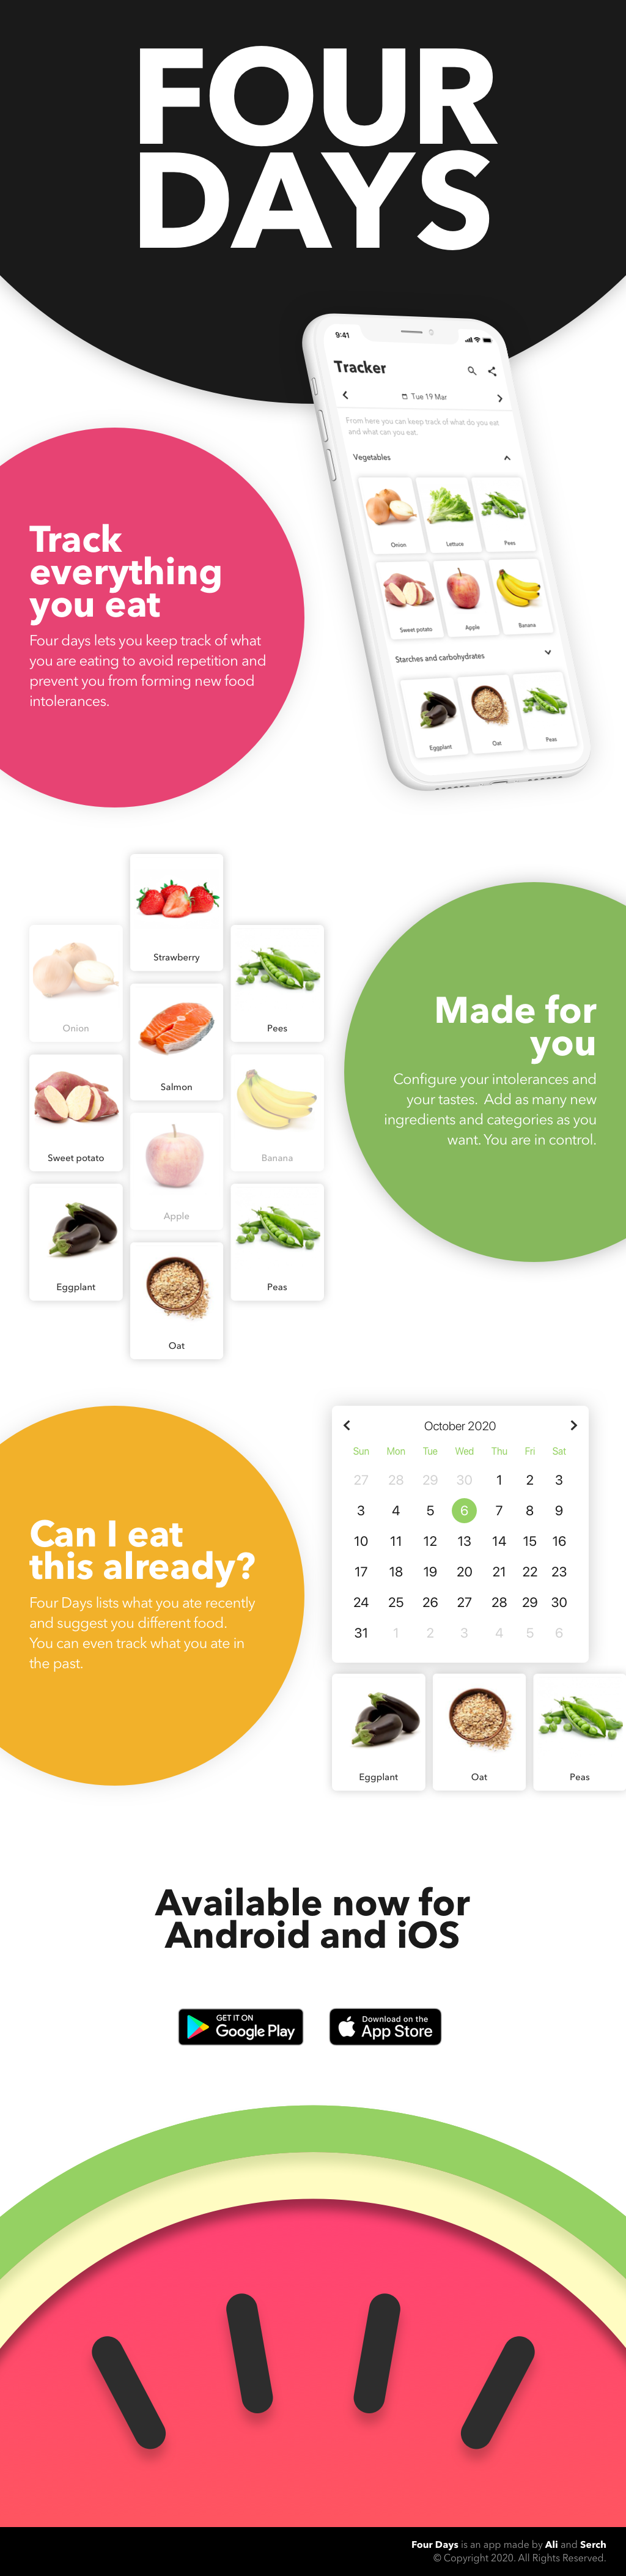 FOUR
DAYS
9:41
Tracker
Tue 19 Mar
From here you can keep track of what do you eat
and what can you eat.
Vegetables
Onion
Lettuce
Pees
Sweet potato
Apple
Banana
Starches and carbohydrates
Eggplant
Oat
Peas
Track
everything
you eat
Four days lets you keep track of what
you are eating to avoid repetition and
prevent you from forming new food
intolerances.
Strawberry
Onion
Pees
Salmon
Sweet potato
Banana
Apple
Eggplant
Peas
Oat
Made for
you
Configure your intolerances and
your tastes. Add as many new
ingredients and categories as you
want. You are in control.
Can I eat
this already?
Four Days lists what you ate recently
and suggest you different food.
You can even track what you ate in
the past.
October 2020
Sun Mon Tue Wed Thu Fri Sat
27 28 29 30 1 2 3
3 4 5 6 7 8 9
10 11 12 13 14 15 16
17 18 19 20 21 22 23
24 25 26 27 28 29 30
31 1 2 3 4 5 6
Eggplant
Oat
Peas
Available now for
Android and iOS
GET IT ON
Google Play
Download on the
App Store
Four Days is an app made by Ali and Serch
© Copyright 2020. All Rights Reserved.